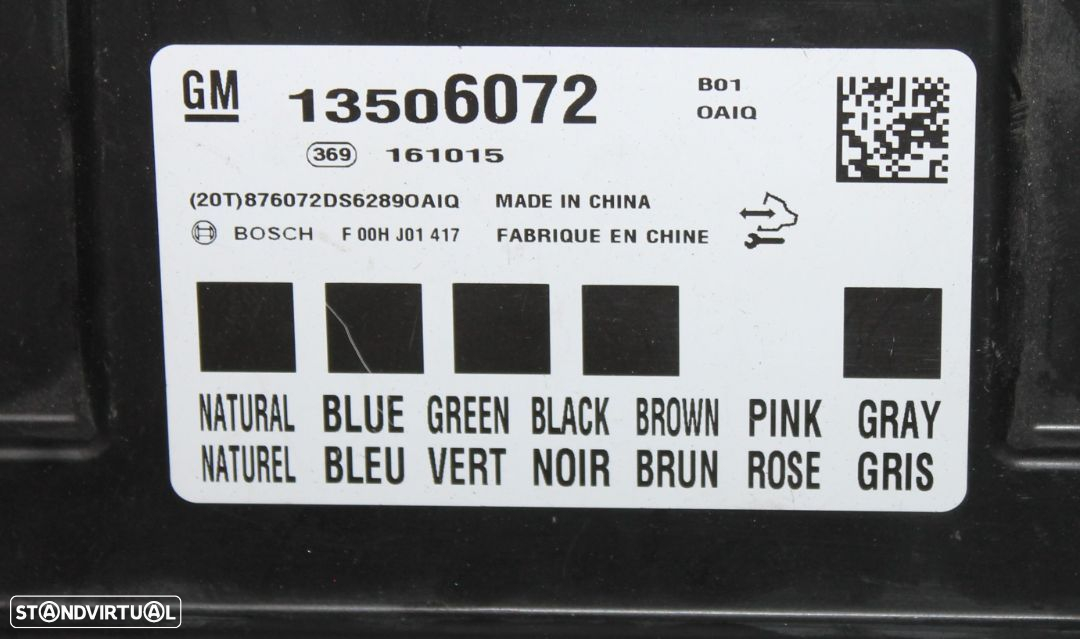 GM 13506072 B01
OAIQ
369 161015
(20T)876072DS6289OAIQ MADE IN CHINA
BOSCH F 00H J01 417 FABRIQUE EN CHINE
NATURAL BLUE GREEN BLACK BROWN PINK GRAY
NATUREL BLEU VERT NOIR BRUN ROSE GRIS
STANDVIRTUAL